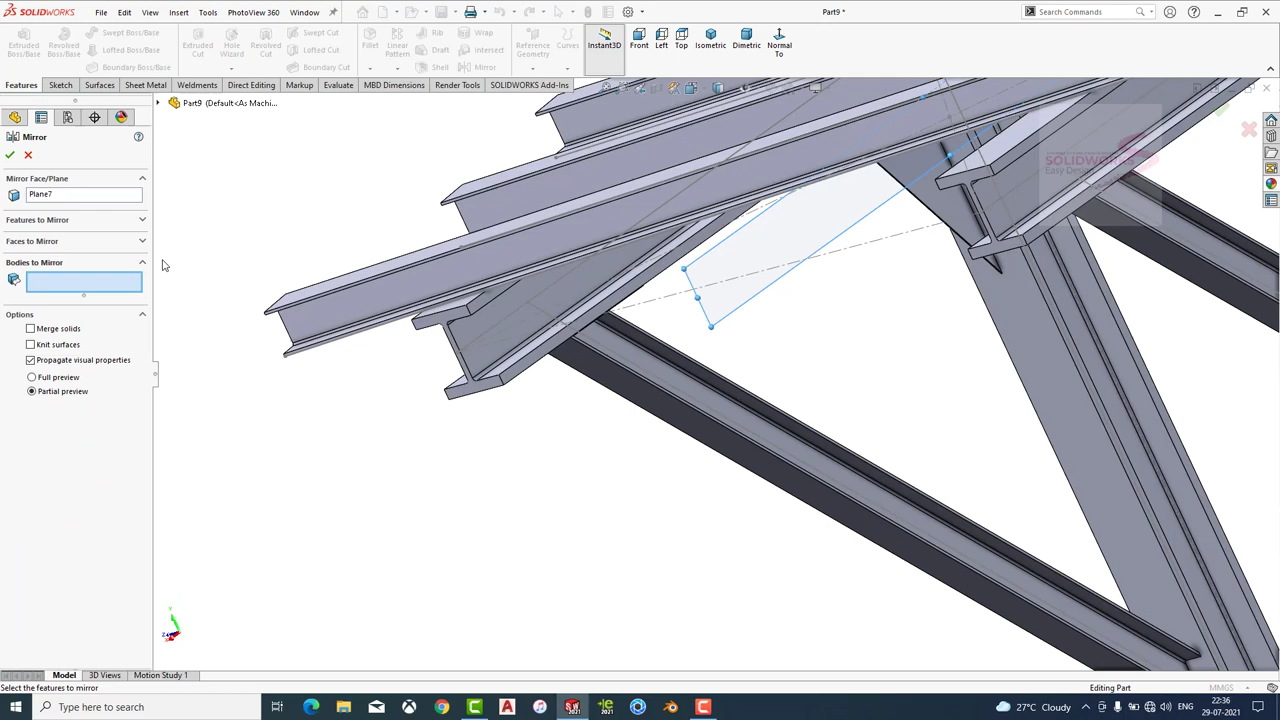 SOLIDWORKS
File Edit View Insert Tools PhotoView 360 Window
Part9 *
Search Commands
Extruded Boss/Base
Revolved Boss/Base
Swept Boss/Base
Lofted Boss/Base
Boundary Boss/Base
Extruded Cut
Hole Wizard
Revolved Cut
Swept Cut
Lofted Cut
Boundary Cut
Fillet
Linear Pattern
Rib
Draft
Shell
Wrap
Intersect
Mirror
Reference Geometry
Curves
Instant3D
Front
Left
Top
Isometric
Dimetric
Normal To
Features Sketch Surfaces Sheet Metal Weldments Direct Editing Markup Evaluate MBD Dimensions Render Tools SOLIDWORKS Add-Ins
Part9 (Default<As Machi...
Mirror
Mirror Face/Plane
Plane7
Features to Mirror
Faces to Mirror
Bodies to Mirror
Options
Merge solids
Knit surfaces
Propagate visual properties
Full preview
Partial preview
SOLIDWORKS
Easy Design
Y
Z
X
Model 3D Views Motion Study 1
Select the features to mirror
Editing Part
MMGS
Type here to search
27°C Cloudy
ENG
22:36
29-07-2021